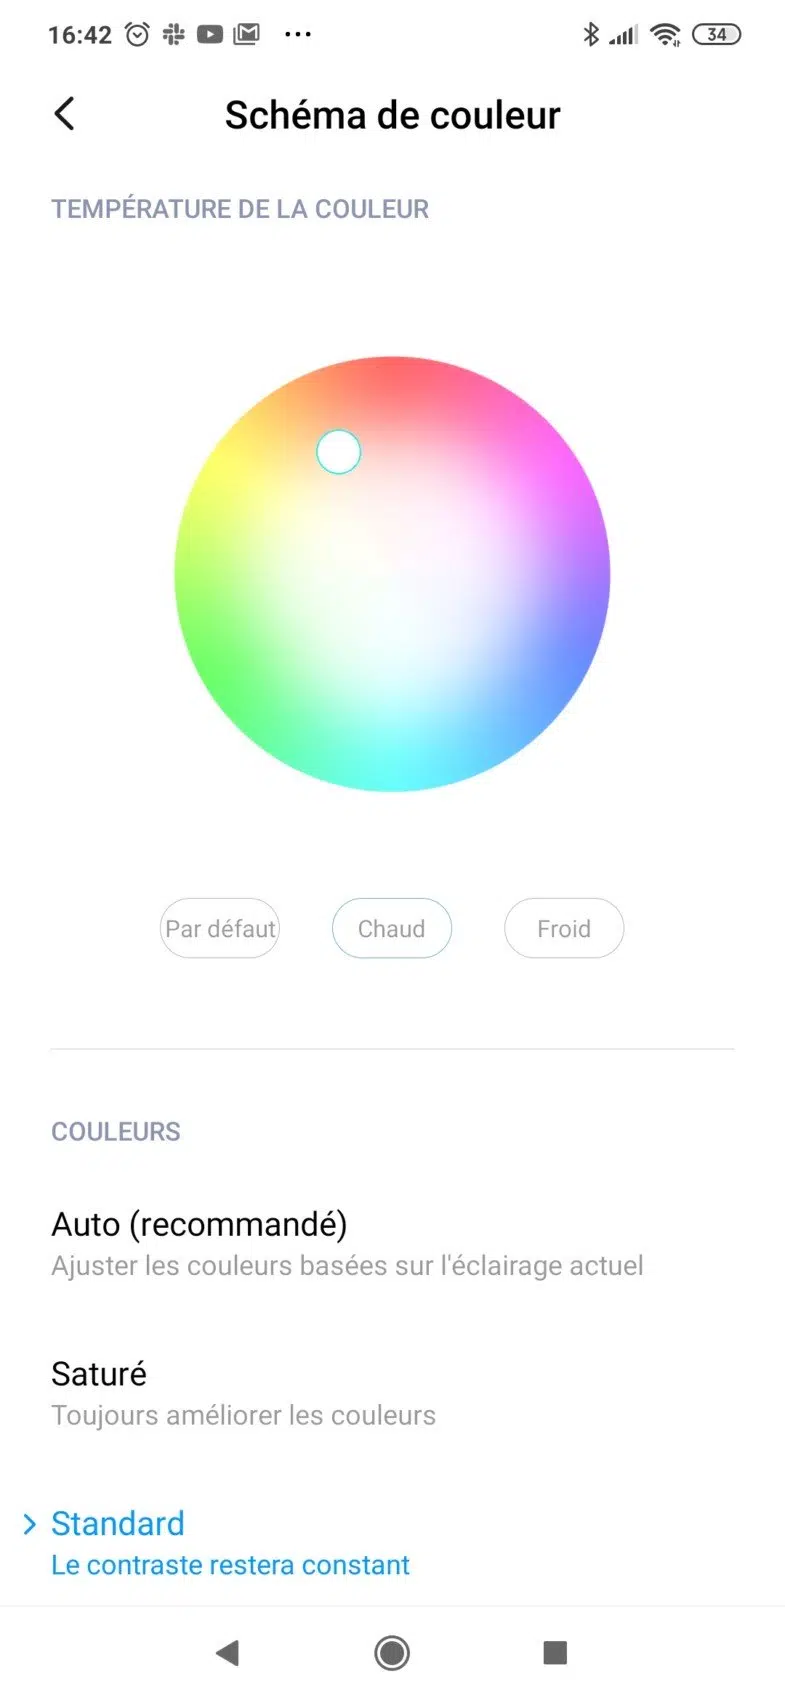 16:42
34
Schéma de couleur
TEMPÉRATURE DE LA COULEUR
Par défaut
Chaud
Froid
COULEURS
Auto (recommandé)
Ajuster les couleurs basées sur l'éclairage actuel
Saturé
Toujours améliorer les couleurs
Standard
Le contraste restera constant